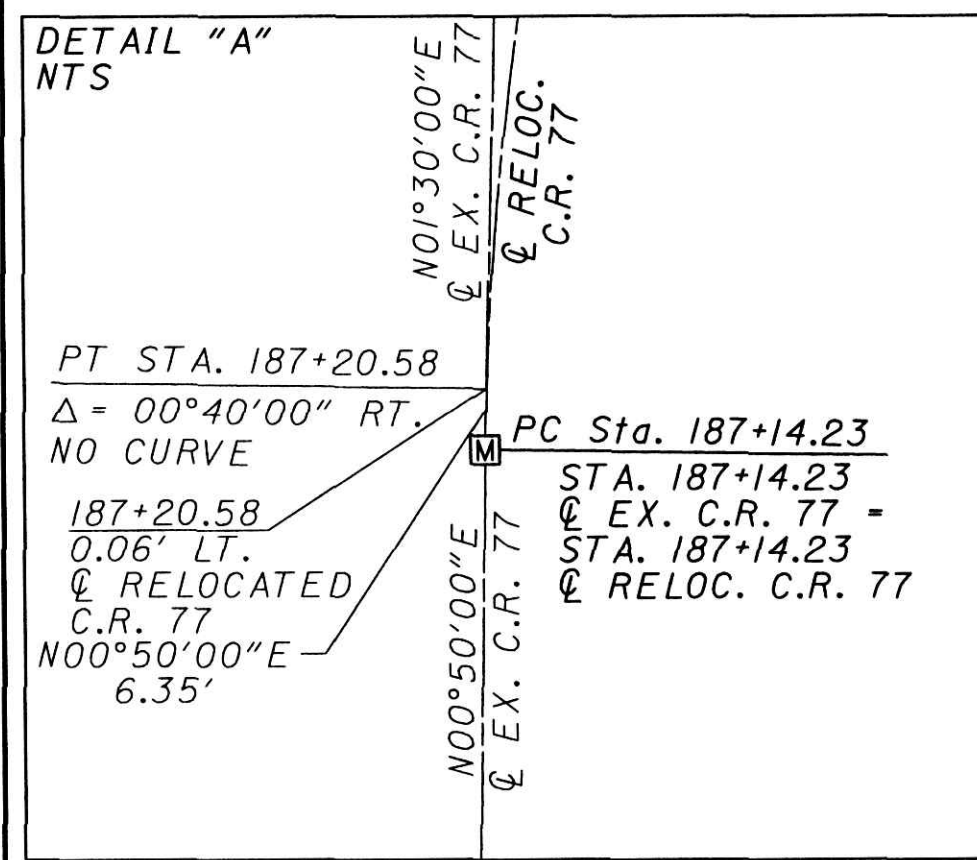 DETAIL "A"
NTS
N01°30'00"E
℄ EX. C.R. 77
℄ RELOC.
C.R. 77
PT STA. 187+20.58
Δ = 00°40'00" RT.
NO CURVE
187+20.58
0.06' LT.
℄ RELOCATED
C.R. 77
N00°50'00"E
6.35'
M
PC Sta. 187+14.23
STA. 187+14.23
℄ EX. C.R. 77 =
STA. 187+14.23
℄ RELOC. C.R. 77
N00°50'00"E
℄ EX. C.R. 77